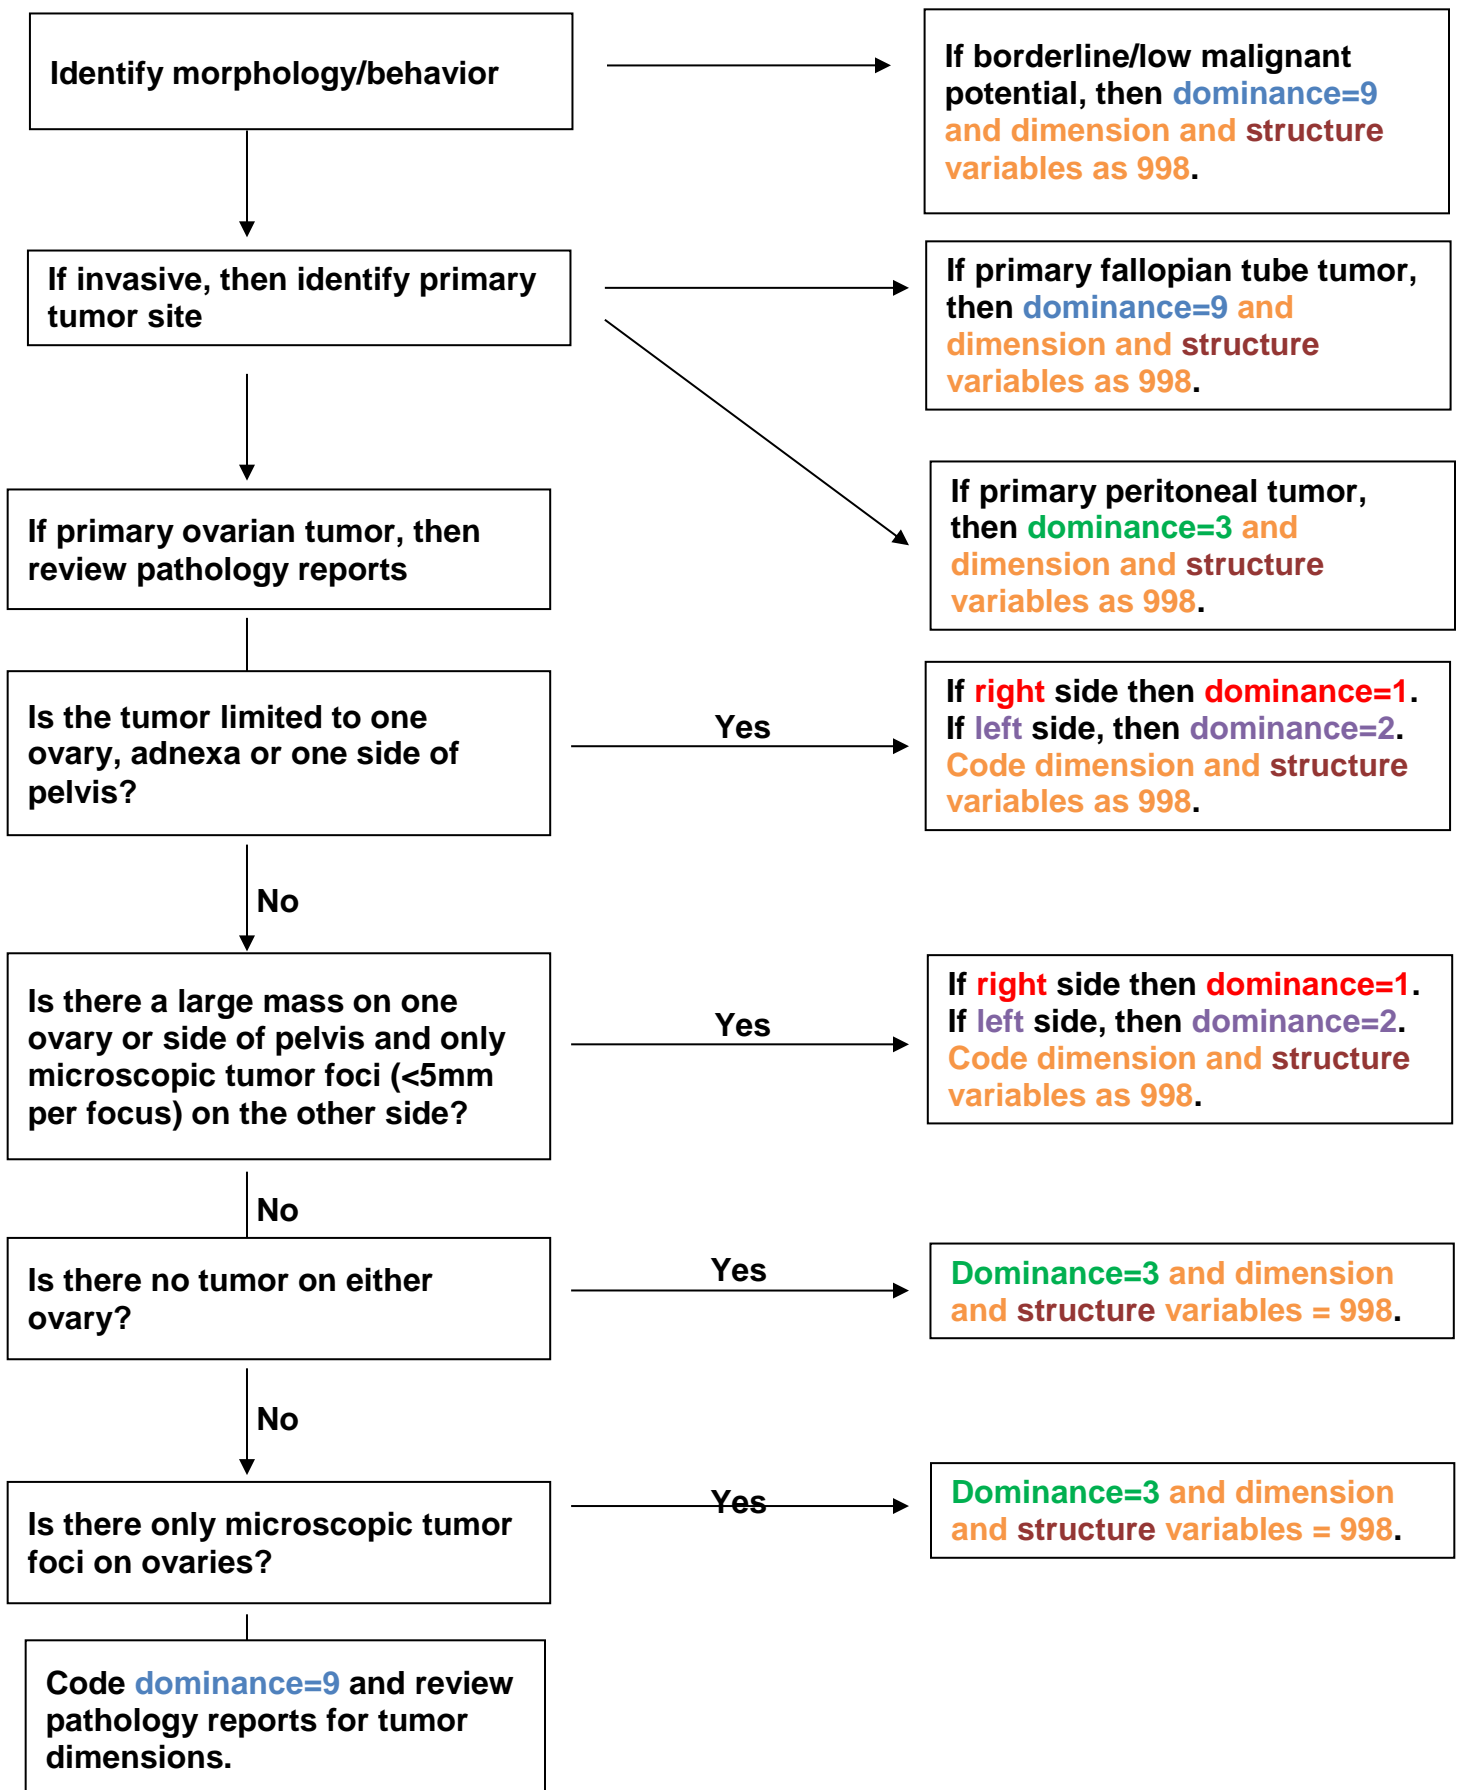 Identify morphology/behavior
If borderline/low malignant
potential, then dominance=9
and dimension and structure
variables as 998.
If invasive, then identify primary
tumor site
If primary fallopian tube tumor,
then dominance=9 and
dimension and structure
variables as 998.
If primary peritoneal tumor,
then dominance=3 and
dimension and structure
variables as 998.
If primary ovarian tumor, then
review pathology reports
Is the tumor limited to one
ovary, adnexa or one side of
pelvis?
Yes
If right side then dominance=1.
If left side, then dominance=2.
Code dimension and structure
variables as 998.
No
Is there a large mass on one
ovary or side of pelvis and only
microscopic tumor foci (<5mm
per focus) on the other side?
Yes
If right side then dominance=1.
If left side, then dominance=2.
Code dimension and structure
variables as 998.
No
Is there no tumor on either
ovary?
Yes
Dominance=3 and dimension
and structure variables = 998.
No
Is there only microscopic tumor
foci on ovaries?
Yes
Dominance=3 and dimension
and structure variables = 998.
Code dominance=9 and review
pathology reports for tumor
dimensions.